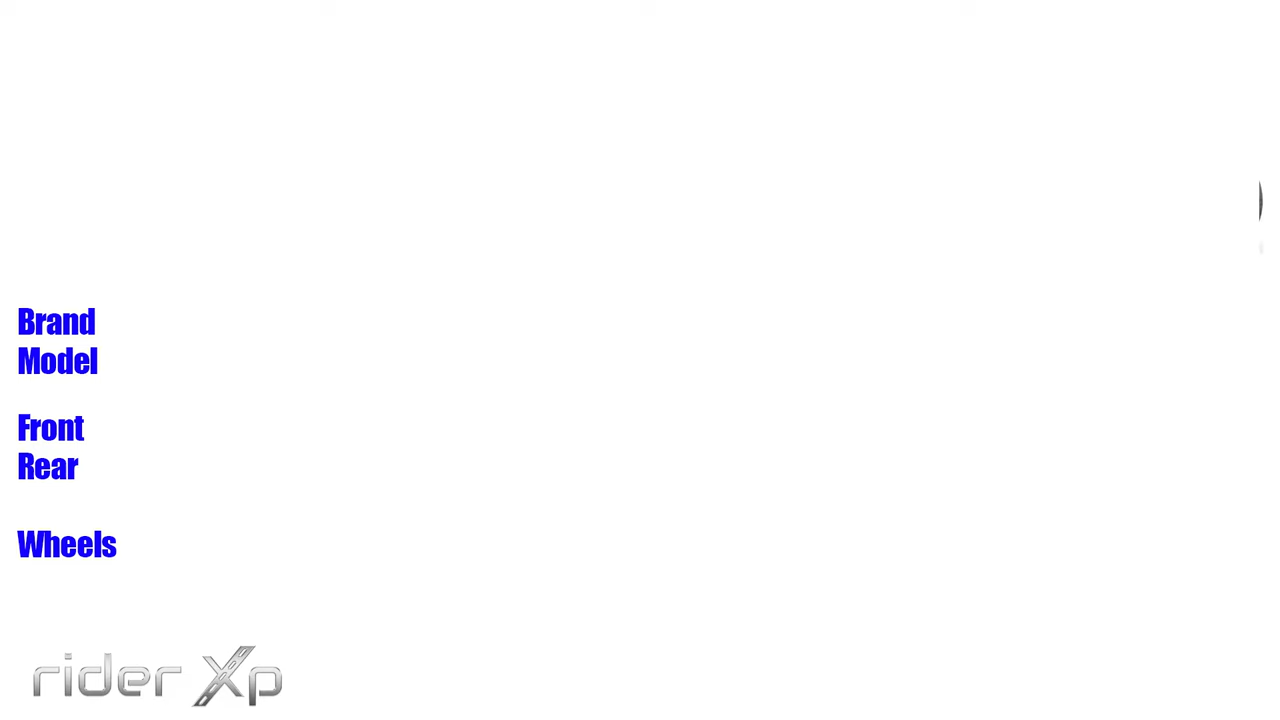 Brand
Model
Front
Rear
Wheels
rider Xp